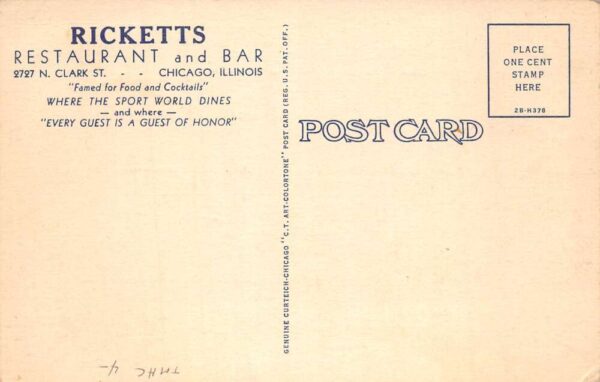 RICKETTS
RESTAURANT and BAR
2727 N. CLARK ST. - - CHICAGO, ILLINOIS
"Famed for Food and Cocktails"
WHERE THE SPORT WORLD DINES
— and where —
"EVERY GUEST IS A GUEST OF HONOR"
GENUINE CURTEICH-CHICAGO "C.T. ART-COLORTONE" POST CARD (REG. U.S. PAT. OFF.)
POST CARD
PLACE
ONE CENT
STAMP
HERE
2B-H378